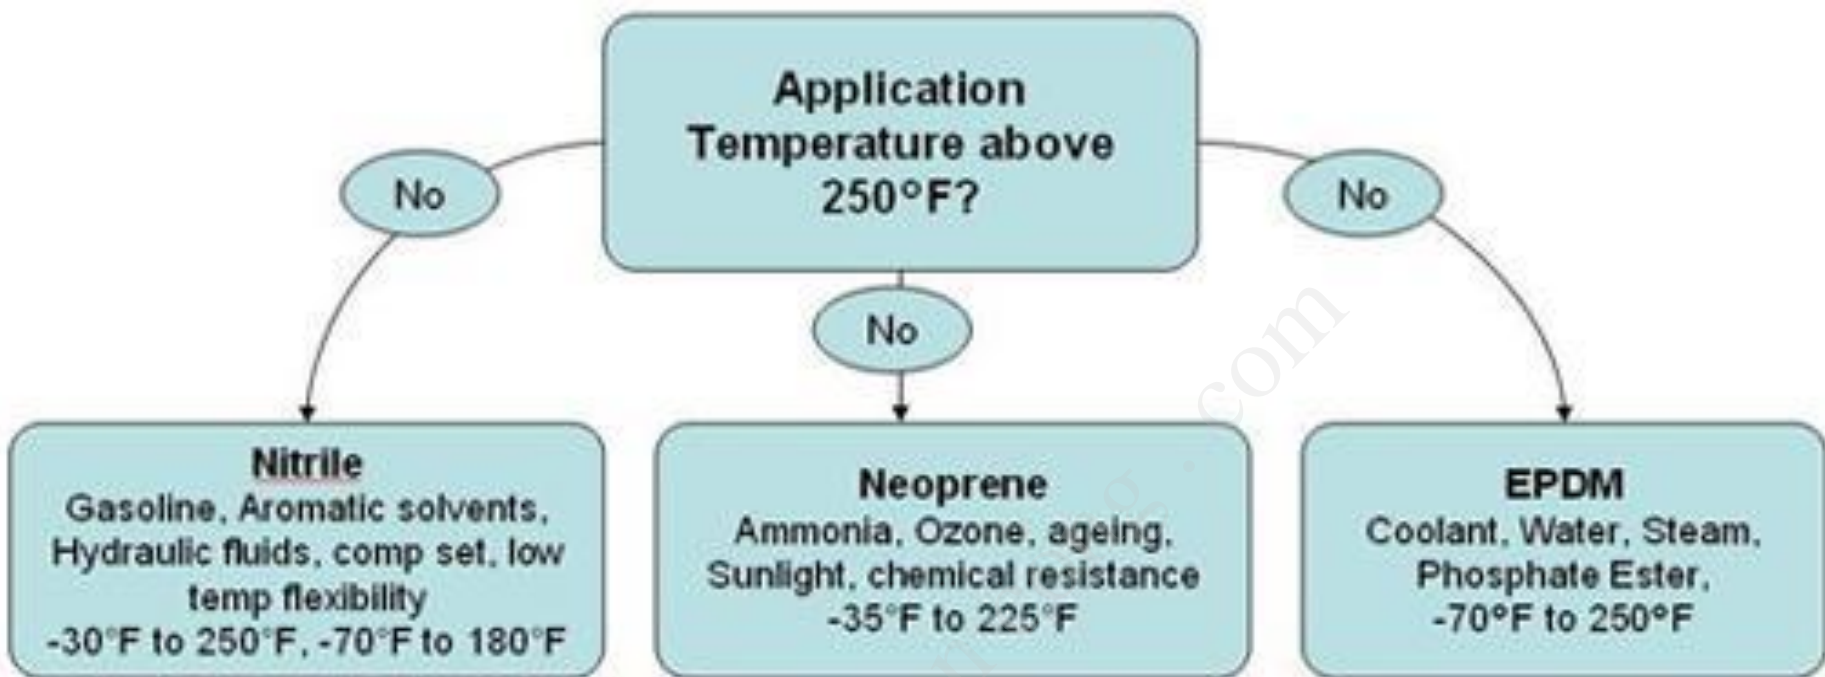 Application
Temperature above
250°F?
No
No
No
Nitrile
Gasoline, Aromatic solvents,
Hydraulic fluids, comp set, low
temp flexibility
-30°F to 250°F, -70°F to 180°F
Neoprene
Ammonia, Ozone, ageing,
Sunlight, chemical resistance
-35°F to 225°F
EPDM
Coolant, Water, Steam,
Phosphate Ester,
-70°F to 250°F
.com